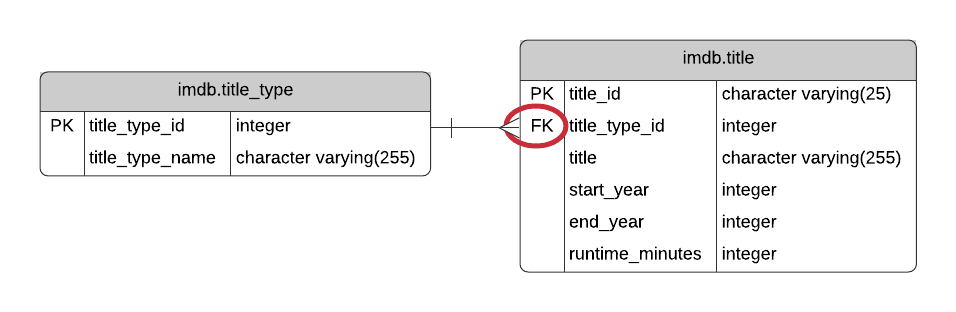 imdb.title_type
PK title_type_id integer
title_type_name character varying(255)
imdb.title
PK title_id character varying(25)
FK title_type_id integer
title character varying(255)
start_year integer
end_year integer
runtime_minutes integer